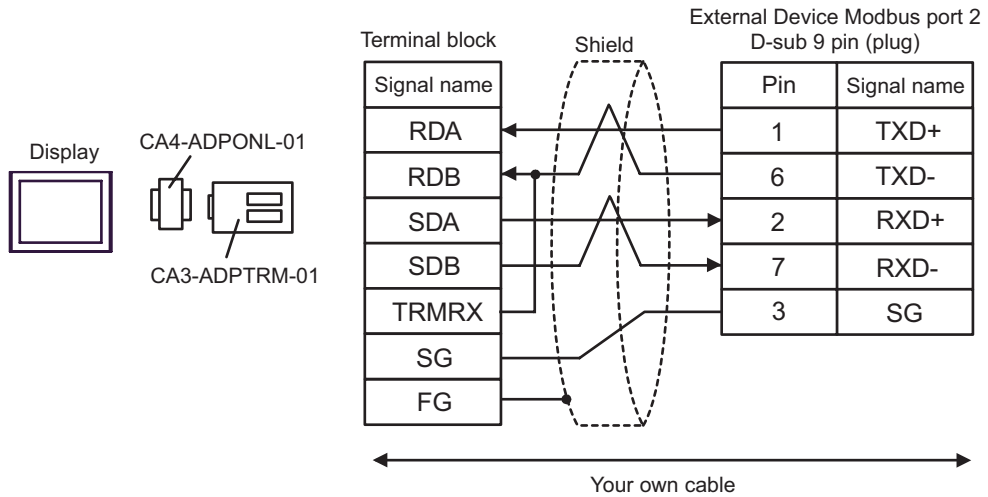 External Device Modbus port 2
D-sub 9 pin (plug)
Terminal block
Shield
Signal name
Pin Signal name
RDA 1 TXD+
RDB 6 TXD-
SDA 2 RXD+
SDB 7 RXD-
TRMRX 3 SG
SG
FG
Display
CA4-ADPONL-01
CA3-ADPTRM-01
Your own cable